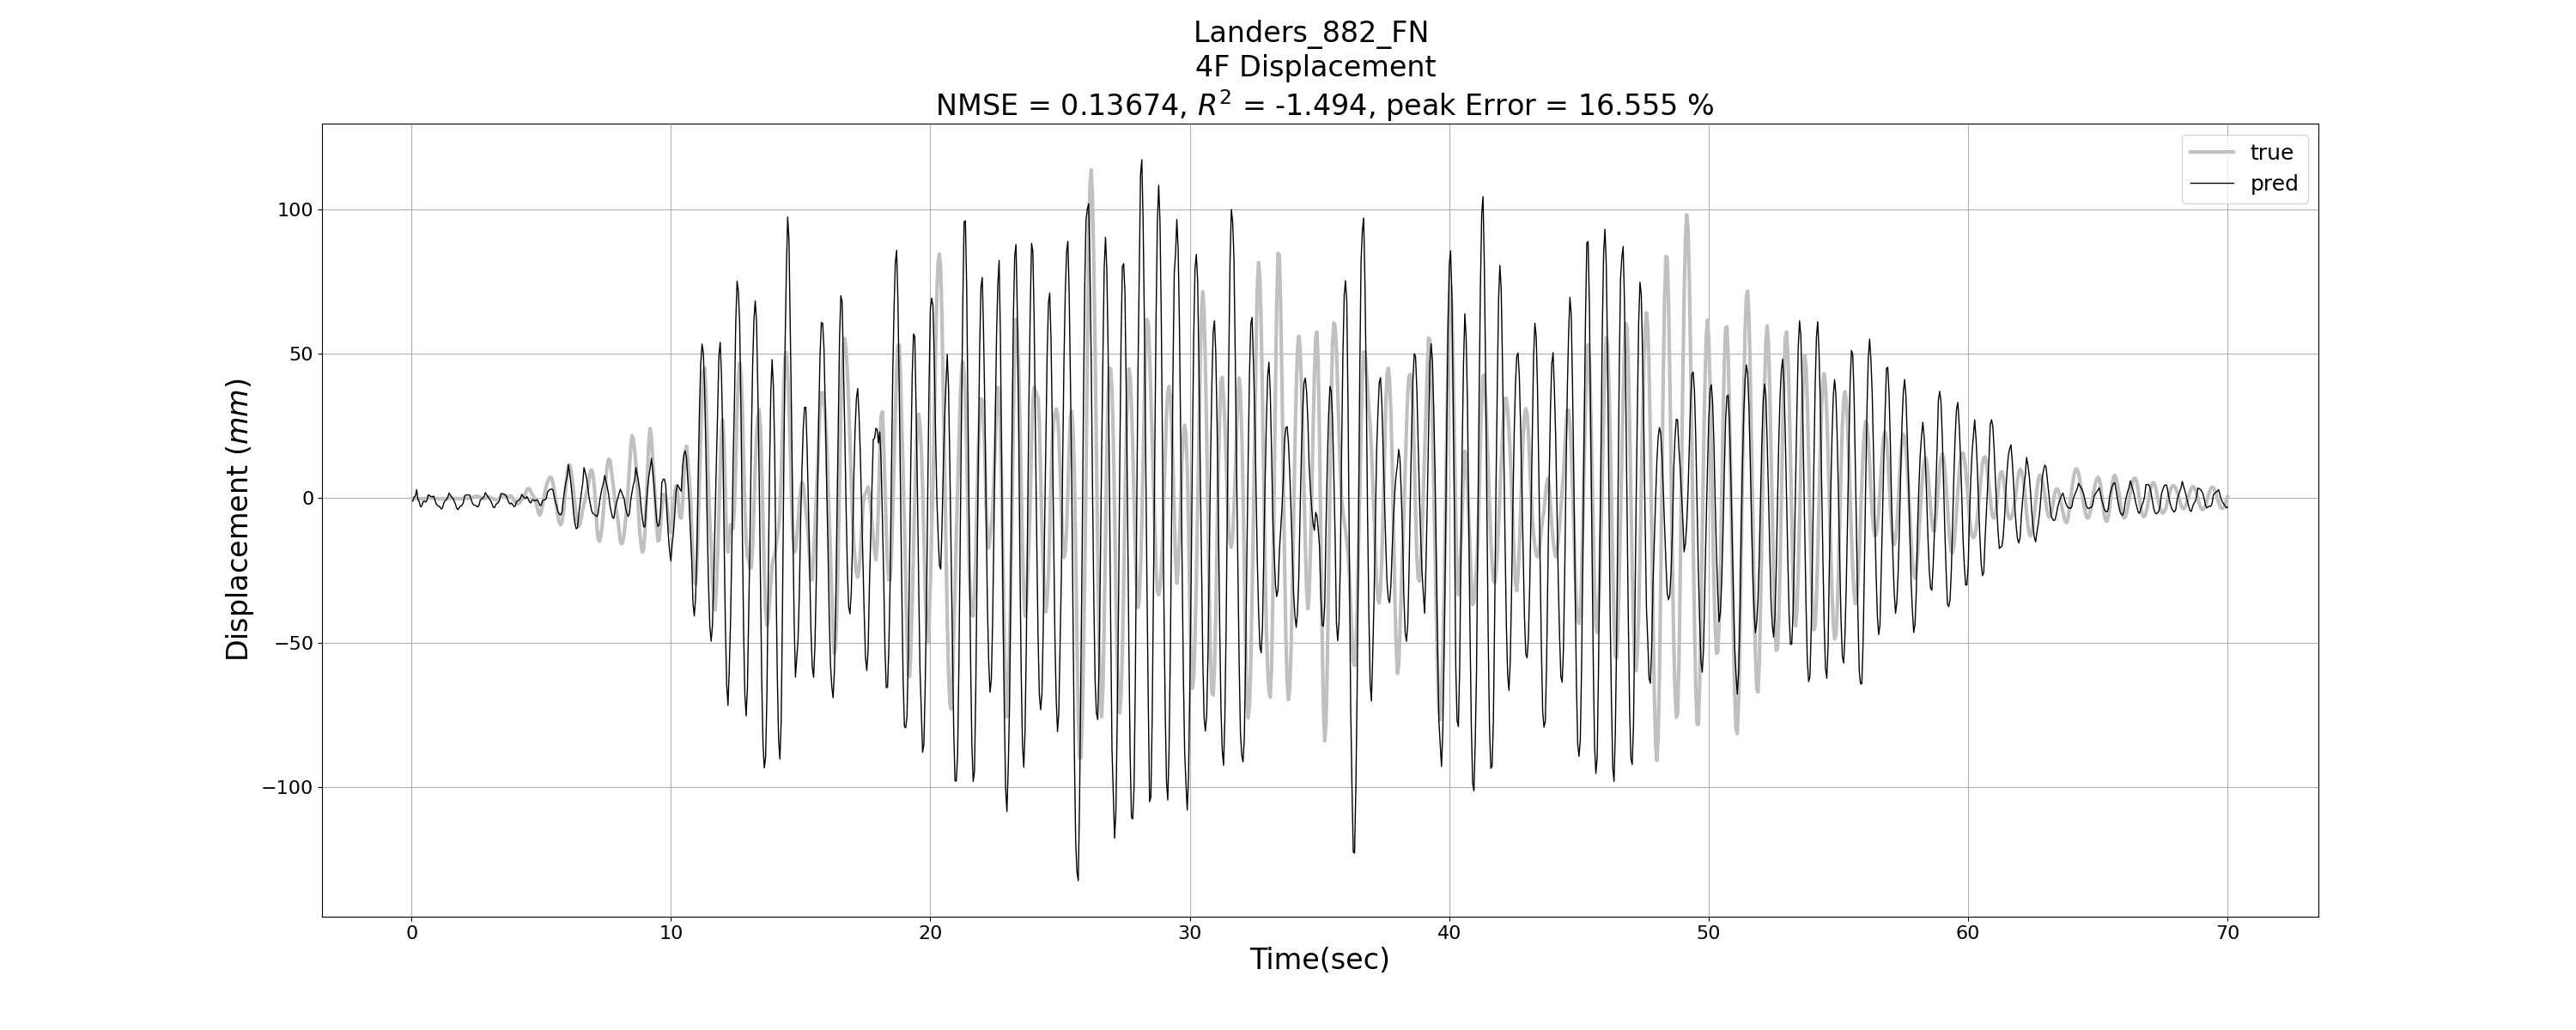 Landers_882_FN
4F Displacement
NMSE = 0.13674, R² = -1.494, peak Error = 16.555 %
true
pred
Displacement (mm)
100
50
0
−50
−100
0 10 20 30 40 50 60 70
Time(sec)